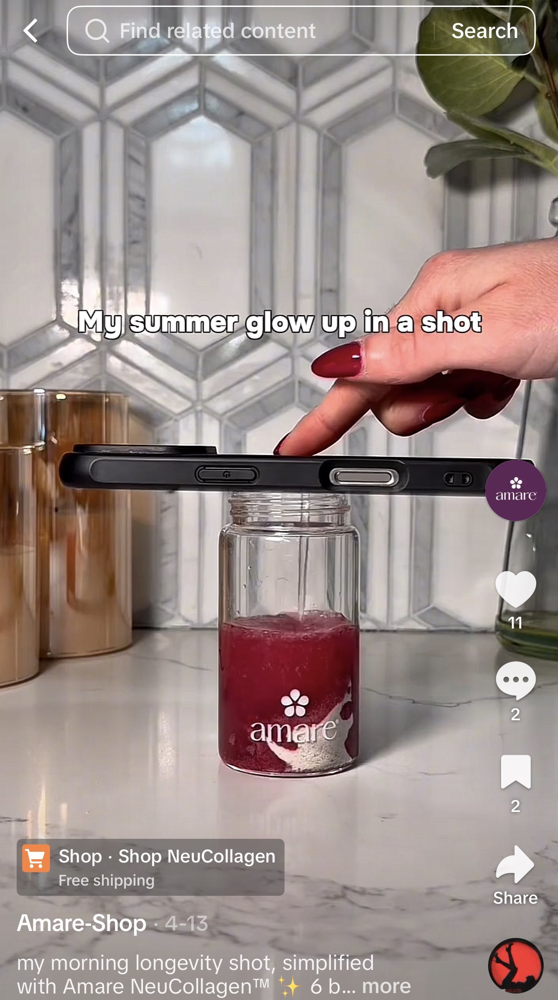 Find related content
Search
My summer glow up in a shot
amare
11
amare
2
2
Shop · Shop NeuCollagen
Free shipping
Share
Amare-Shop · 4-13
my morning longevity shot, simplified
with Amare NeuCollagen™ ✨ 6 b... more